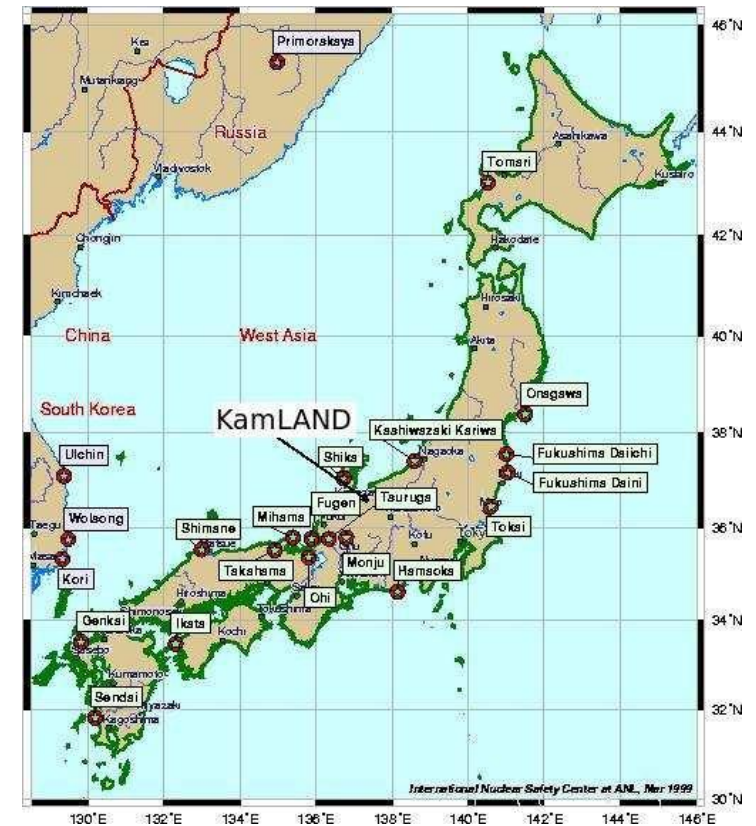 46°N
Primorskaya
Kai
Mutankiang
Russia
44°N
Asahikawa
Tomari
Vladivostok
Kushiro
Chongjin
42°N
Hakodate
Kimchaek
Hirosaki
China
West Asia
40°N
Akita
Onagawa
South Korea
KamLAND
Kashiwazaki Kariwa
38°N
Ulchin
Shika
Nagaoka
Fukushima Daiichi
Tsuruga
Fukushima Daini
Fugen
Wolsong
Mihama
Shimane
Tokai
Taegu
Kofu
36°N
Takahama
Monju
Hamaoka
Kori
Ohi
Hiroshima
Genkai
Ikata
Kochi
34°N
Sasebo
Kumamoto
Sendai
Kagoshima
32°N
International Nuclear Safety Center at ANL, Mar 1999
30°N
130°E
132°E
134°E
136°E
138°E
140°E
142°E
144°E
146°E